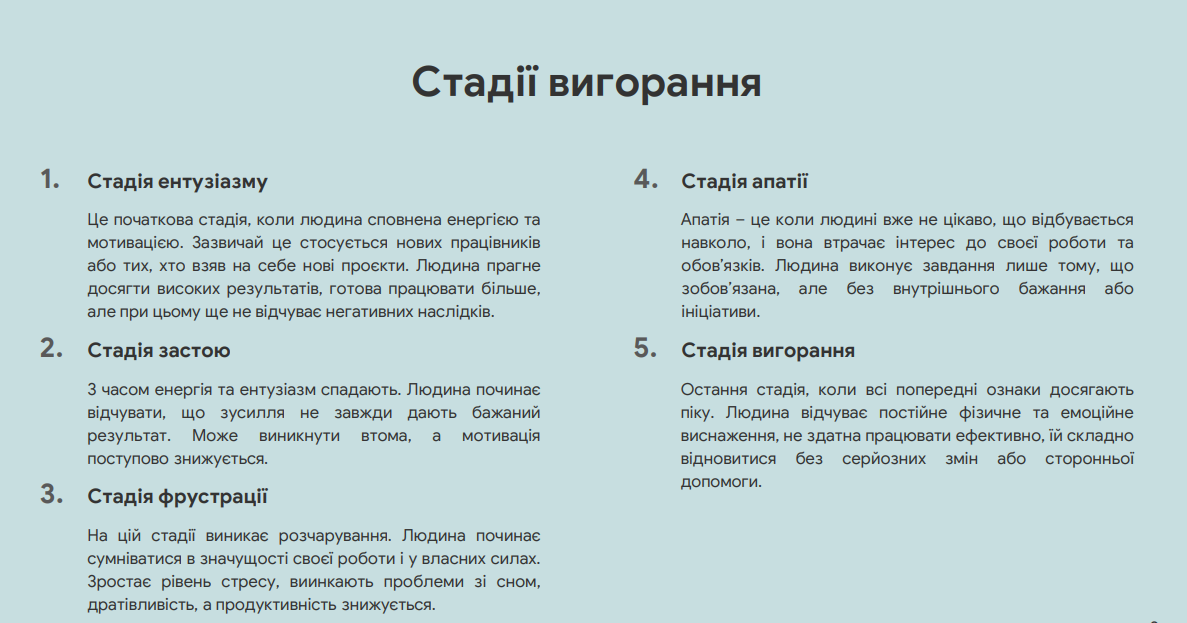 Стадії вигорання
1. Стадія ентузіазму
Це початкова стадія, коли людина сповнена енергією та
мотивацією. Зазвичай це стосується нових працівників
або тих, хто взяв на себе нові проєкти. Людина прагне
досягти високих результатів, готова працювати більше,
але при цьому ще не відчуває негативних наслідків.
2. Стадія застою
З часом енергія та ентузіазм спадають. Людина починає
відчувати, що зусилля не завжди дають бажаний
результат. Може виникнути втома, а мотивація
поступово знижується.
3. Стадія фрустрації
На цій стадії виникає розчарування. Людина починає
сумніватися в значущості своєї роботи і у власних силах.
Зростає рівень стресу, виинкають проблеми зі сном,
дратівливість, а продуктивність знижується.
4. Стадія апатії
Апатія – це коли людині вже не цікаво, що відбувається
навколо, і вона втрачає інтерес до своєї роботи та
обов’язків. Людина виконує завдання лише тому, що
зобов’язана, але без внутрішнього бажання або
ініціативи.
5. Стадія вигорання
Остання стадія, коли всі попередні ознаки досягають
піку. Людина відчуває постійне фізичне та емоційне
виснаження, не здатна працювати ефективно, їй складно
відновитися без серйозних змін або сторонньої
допомоги.